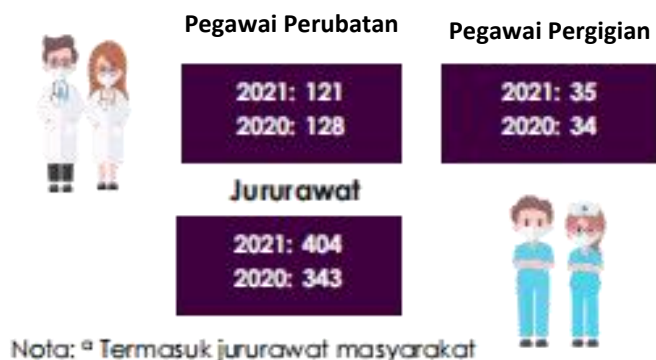 Pegawai Perubatan
2021: 121
2020: 128
Pegawai Pergigian
2021: 35
2020: 34
Jururawat
2021: 404
2020: 343
Nota: ᵃ Termasuk jururawat masyarakat